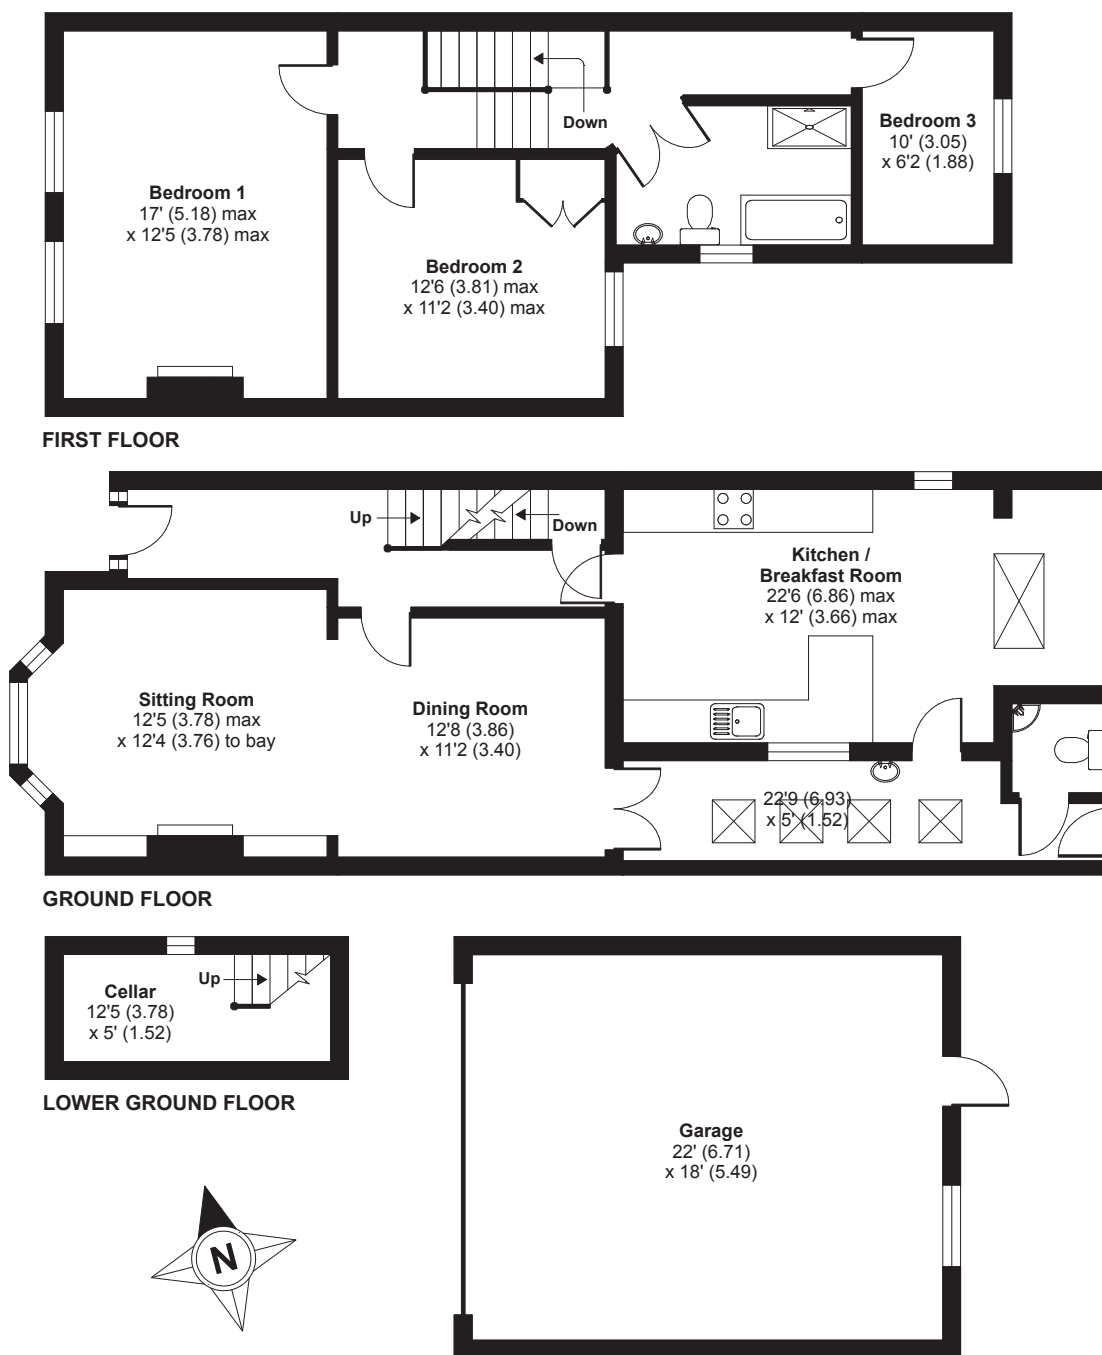 Bedroom 1
17' (5.18) max
x 12'5 (3.78) max
Down
Bedroom 3
10' (3.05)
x 6'2 (1.88)
Bedroom 2
12'6 (3.81) max
x 11'2 (3.40) max
FIRST FLOOR
Up
Down
Kitchen /
Breakfast Room
22'6 (6.86) max
x 12' (3.66) max
Sitting Room
12'5 (3.78) max
x 12'4 (3.76) to bay
Dining Room
12'8 (3.86)
x 11'2 (3.40)
22'9 (6.93)
x 5' (1.52)
GROUND FLOOR
Cellar
12'5 (3.78)
x 5' (1.52)
Up
LOWER GROUND FLOOR
Garage
22' (6.71)
x 18' (5.49)
N